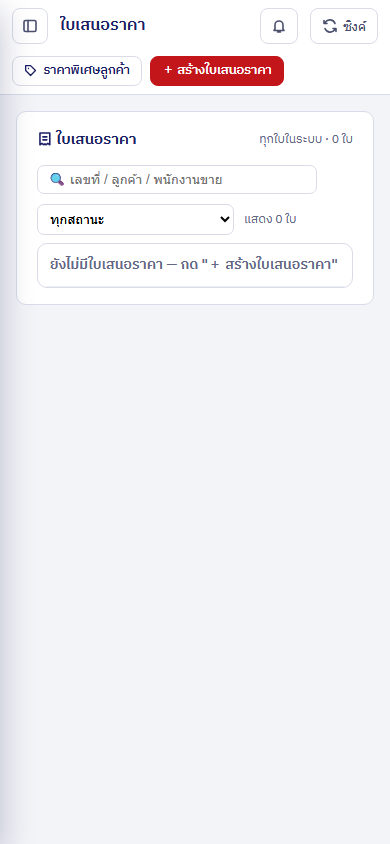 ใบเสนอราคา
ซิงค์
ราคาพิเศษลูกค้า
+ สร้างใบเสนอราคา
ใบเสนอราคา
ทุกใบในระบบ · 0 ใบ
เลขที่ / ลูกค้า / พนักงานขาย
ทุกสถานะ
แสดง 0 ใบ
ยังไม่มีใบเสนอราคา — กด "+ สร้างใบเสนอราคา"